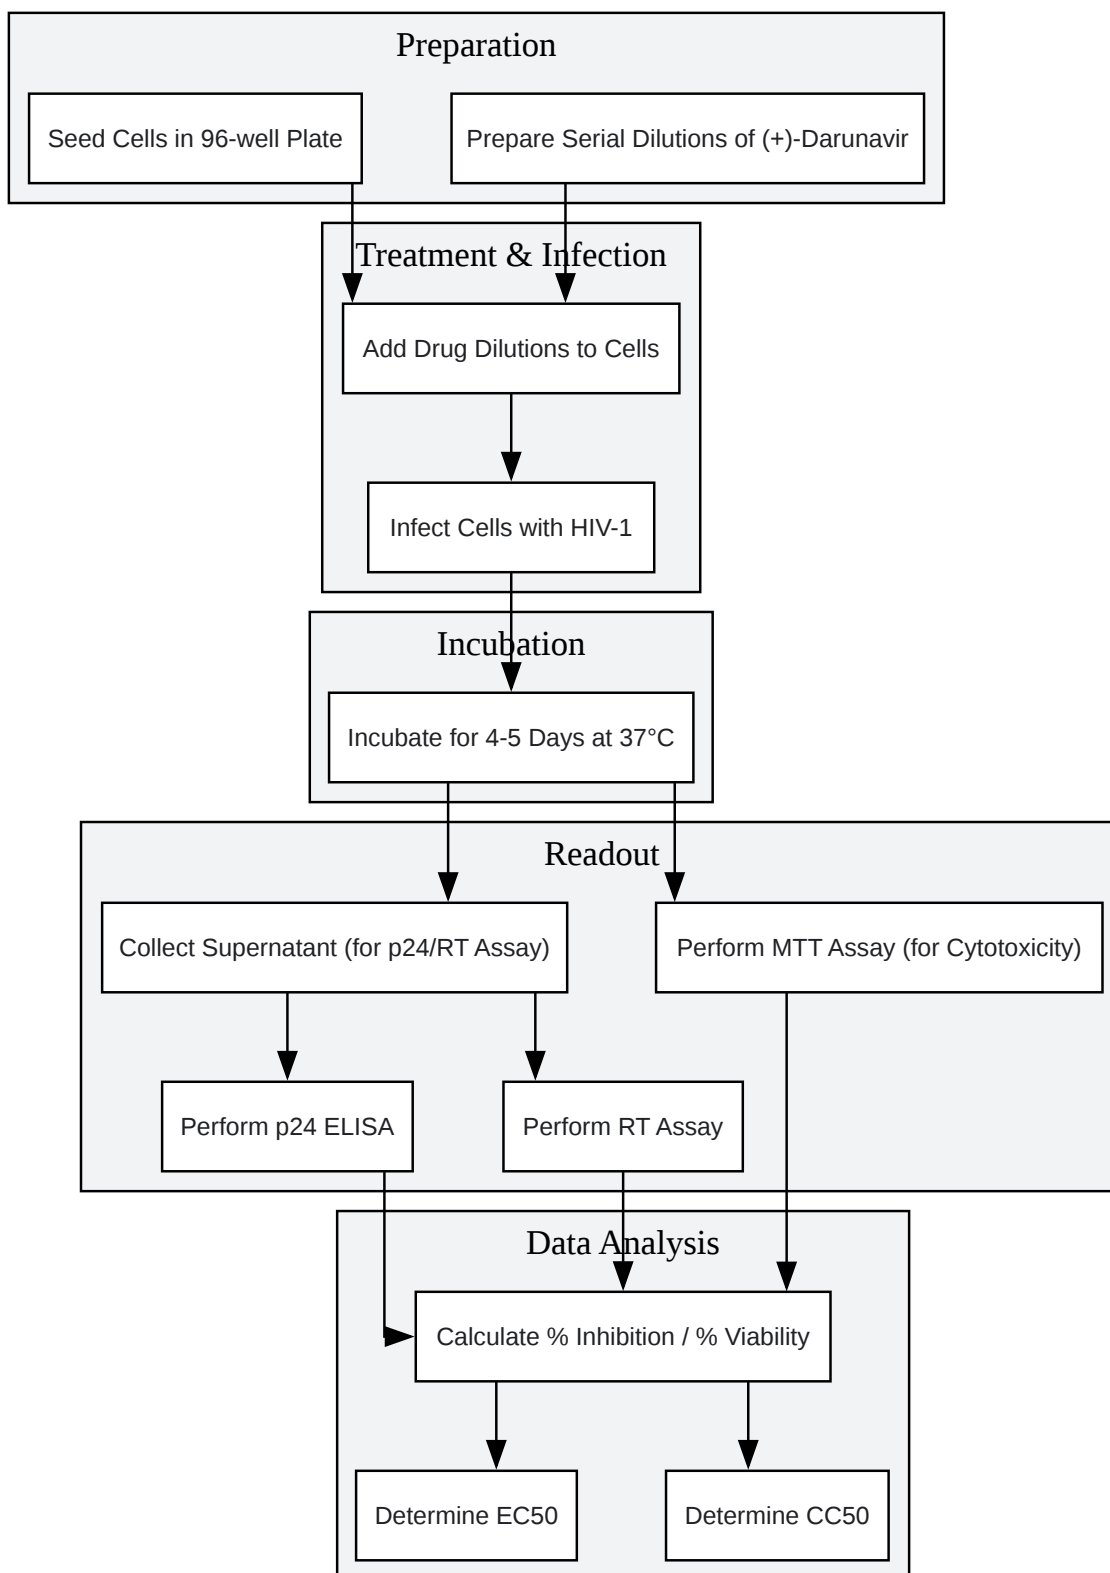 Preparation
Seed Cells in 96-well Plate
Prepare Serial Dilutions of (+)-Darunavir
Treatment & Infection
Add Drug Dilutions to Cells
Infect Cells with HIV-1
Incubation
Incubate for 4-5 Days at 37°C
Readout
Collect Supernatant (for p24/RT Assay)
Perform MTT Assay (for Cytotoxicity)
Perform p24 ELISA
Perform RT Assay
Data Analysis
Calculate % Inhibition / % Viability
Determine EC50
Determine CC50